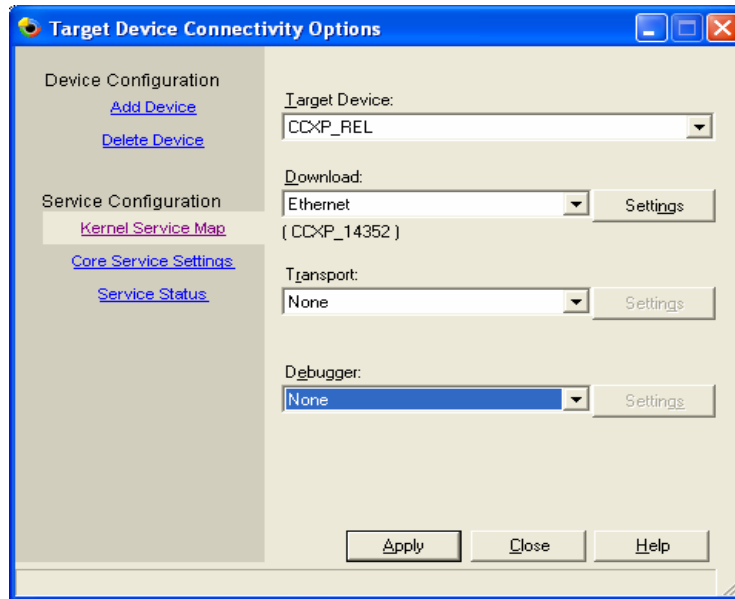 Target Device Connectivity Options
Device Configuration
Add Device
Delete Device
Service Configuration
Kernel Service Map
Core Service Settings
Service Status
Target Device:
CCXP_REL
Download:
Ethernet
Settings
( CCXP_14352 )
Transport:
None
Settings
Debugger:
None
Settings
Apply
Close
Help